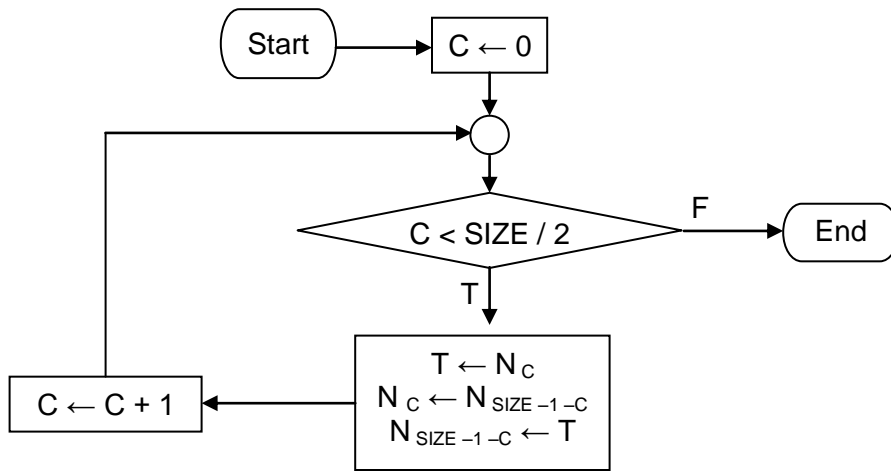 Start
C ← 0
C < SIZE / 2
F
End
T
T ← N C
N C ← N SIZE –1 –C
N SIZE –1 –C ← T
C ← C + 1